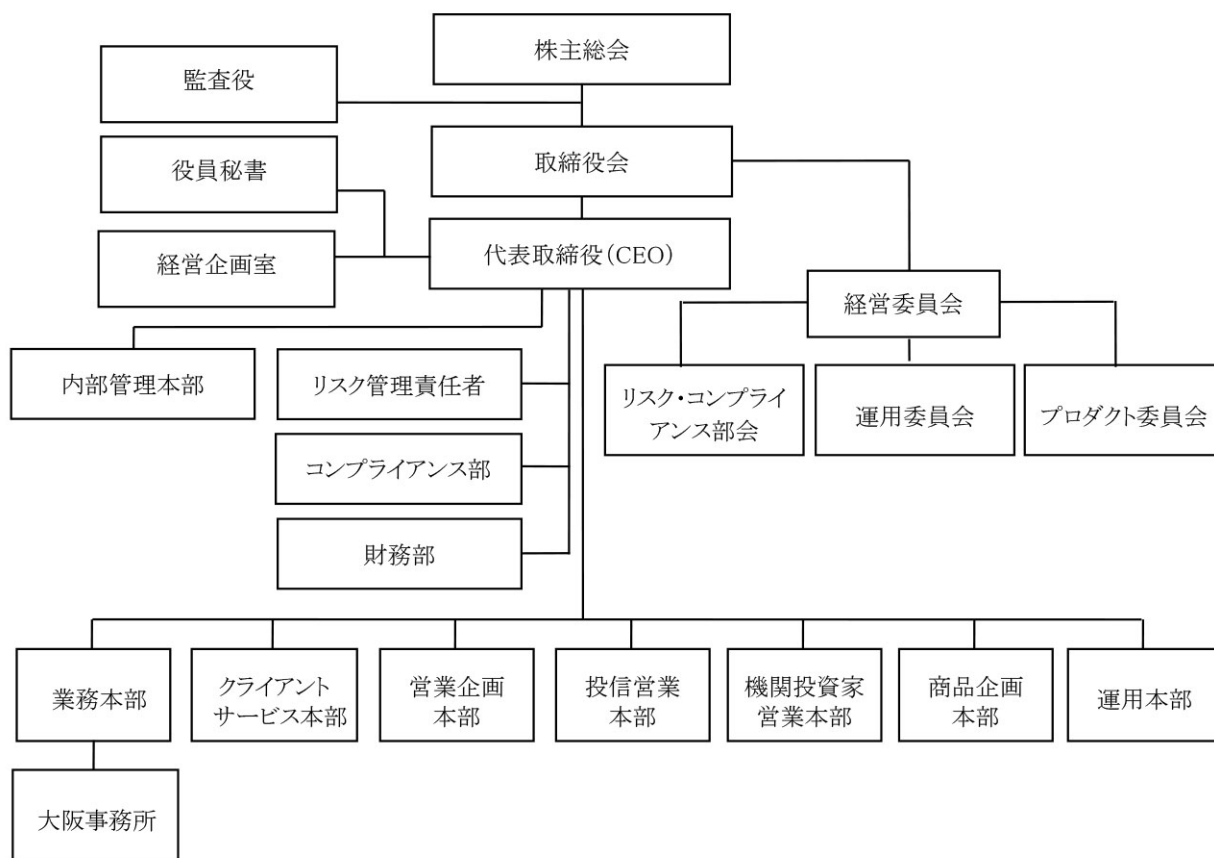 株主総会
監査役
取締役会
役員秘書
代表取締役(CEO)
経営企画室
経営委員会
内部管理本部
リスク管理責任者
リスク・コンプライ
アンス部会
運用委員会
プロダクト委員会
コンプライアンス部
財務部
業務本部
クライアント
サービス本部
営業企画
本部
投信営業
本部
機関投資家
営業本部
商品企画
本部
運用本部
大阪事務所